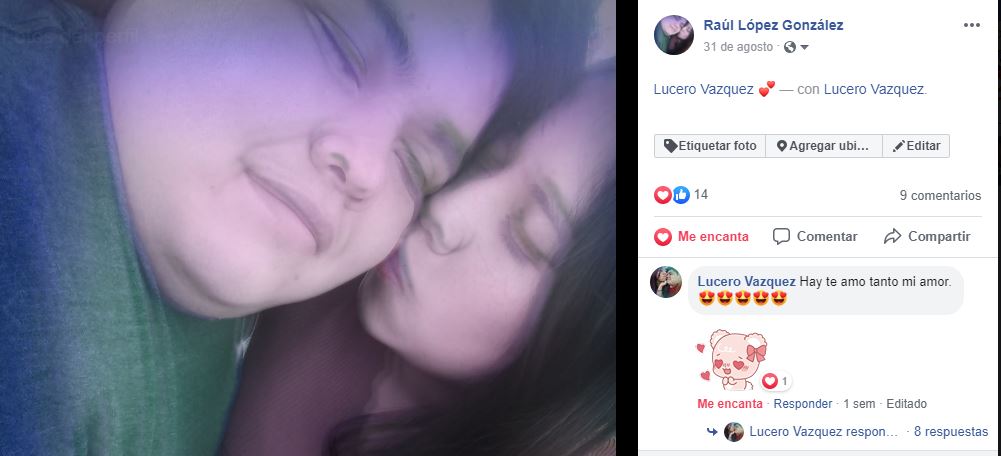 Raúl López González
31 de agosto
Lucero Vazquez 💕 — con Lucero Vazquez.
Etiquetar foto
Agregar ubi...
Editar
14
9 comentarios
Me encanta
Comentar
Compartir
Lucero Vazquez Hay te amo tanto mi amor.
😍😍😍😍😍
1
Me encanta · Responder · 1 sem · Editado
Lucero Vazquez respon... · 8 respuestas